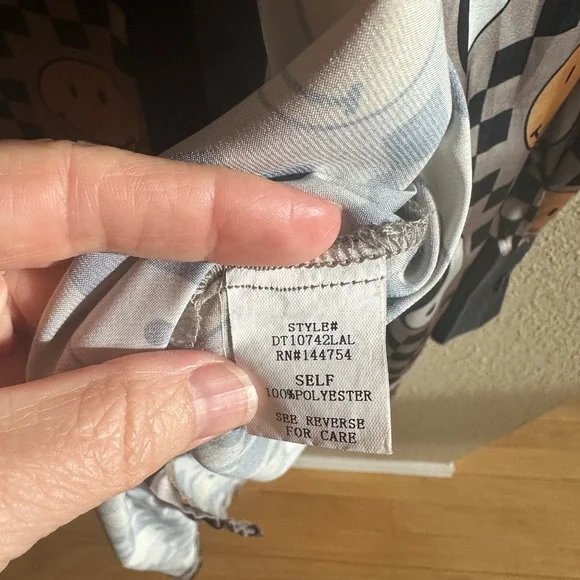 STYLE#
DT10742LAL
RN#144754
SELF
100%POLYESTER
SEE REVERSE
FOR CARE